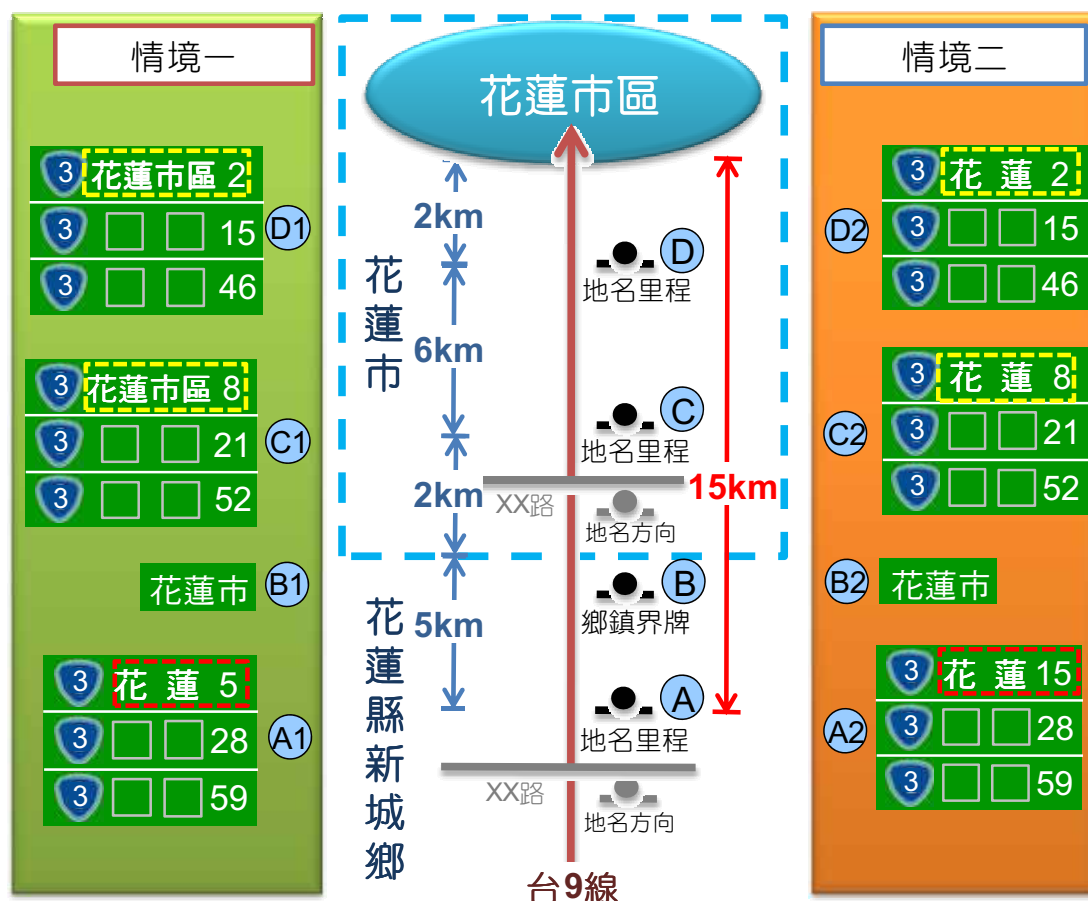 情境一
3 花蓮市區 2
3 □ □ 15
3 □ □ 46
D1
3 花蓮市區 8
3 □ □ 21
3 □ □ 52
C1
花蓮市
B1
3 花 蓮 5
3 □ □ 28
3 □ □ 59
A1
花蓮市區
2km
6km
2km
5km
15km
花蓮市
花蓮縣新城鄉
D
地名里程
C
地名里程
XX路
地名方向
B
鄉鎮界牌
A
地名里程
XX路
地名方向
台9線
情境二
D2
3 花 蓮 2
3 □ □ 15
3 □ □ 46
C2
3 花 蓮 8
3 □ □ 21
3 □ □ 52
B2
花蓮市
A2
3 花 蓮 15
3 □ □ 28
3 □ □ 59